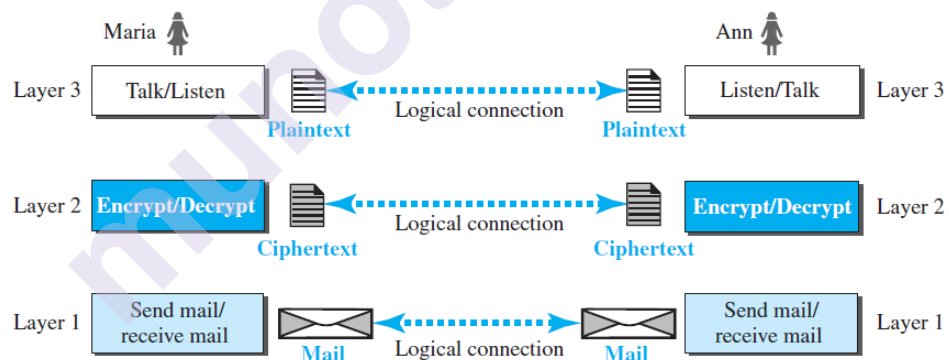 Maria
Ann
Layer 3
Talk/Listen
Plaintext
Logical connection
Plaintext
Listen/Talk
Layer 3
Layer 2
Encrypt/Decrypt
Ciphertext
Logical connection
Ciphertext
Encrypt/Decrypt
Layer 2
Layer 1
Send mail/
receive mail
Mail
Logical connection
Mail
Send mail/
receive mail
Layer 1